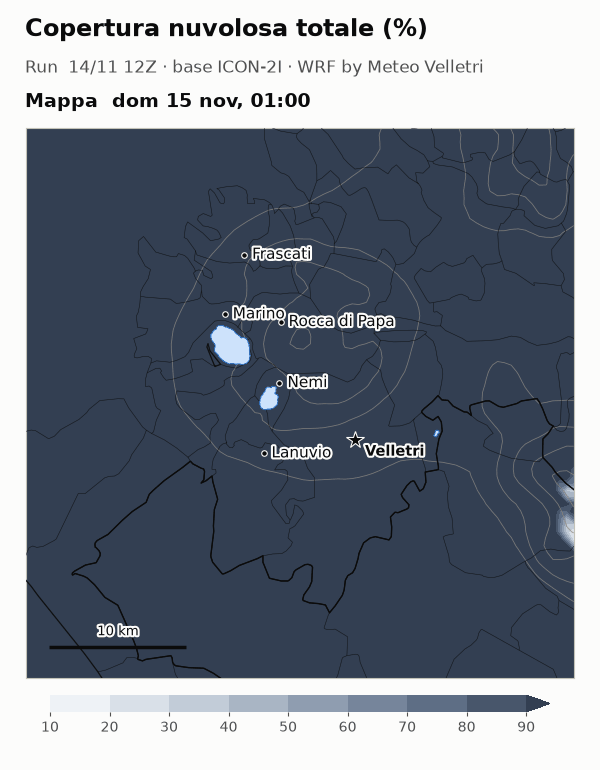 Copertura nuvolosa totale (%)
Run  14/11 12Z · base ICON-2I · WRF by Meteo Velletri
Mappa  dom 15 nov, 01:00
Frascati
Marino
Rocca di Papa
Nemi
Velletri
Lanuvio
10 km
10 20 30 40 50 60 70 80 90